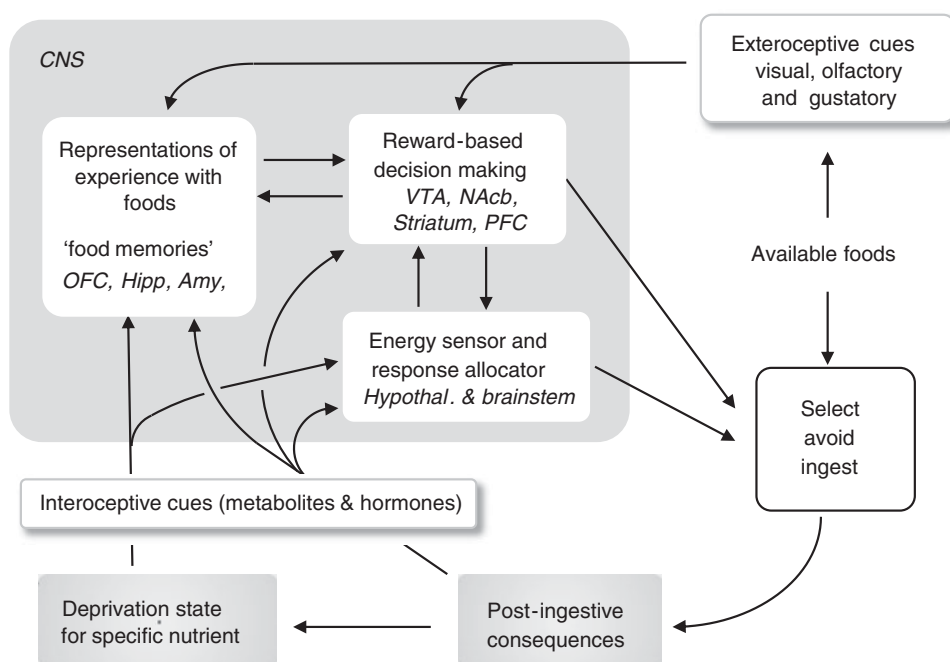 CNS
Exteroceptive cues
visual, olfactory
and gustatory
Representations of
experience with
foods
'food memories'
OFC, Hipp, Amy,
Reward-based
decision making
VTA, NAcb,
Striatum, PFC
Available foods
Energy sensor and
response allocator
Hypothal. & brainstem
Select
avoid
ingest
Interoceptive cues (metabolites & hormones)
Deprivation state
for specific nutrient
Post-ingestive
consequences